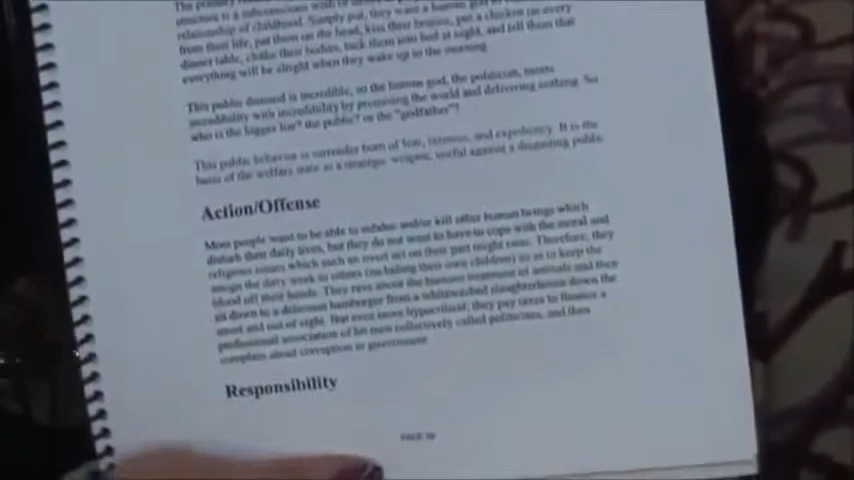 structure is a subconscious wish to
relationship of childhood. Simply put, they want a human god to
from their life, pat them on the head, kiss their bruises, put a chicken on every
dinner table, clothe their bodies, tuck them into bed at night, and tell them that
everything will be alright when they wake up in the morning.
This public demand is incredible, so the human god, the politician, meets
incredibility with incredibility by promising the world and delivering nothing. So
who is the bigger liar? the public? or the "godfather"?
This public behavior is surrender born of fear, laziness, and expediency. It is the
basis of the welfare state as a strategic weapon, useful against a disgusting public.
Action/Offense
Most people want to be able to subdue and/or kill other human beings which
disturb their daily lives, but they do not want to have to cope with the moral and
religious issues which such an overt act on their part might raise. Therefore, they
assign the dirty work to others (including their own children) so as to keep the
blood off their hands. They rave about the humane treatment of animals and then
sit down to a delicious hamburger from a whitewashed slaughterhouse down the
street and out of sight. But even more hypocritical, they pay taxes to finance a
professional association of hit men collectively called politicians, and then
complain about corruption in government.
Responsibility
PAGE